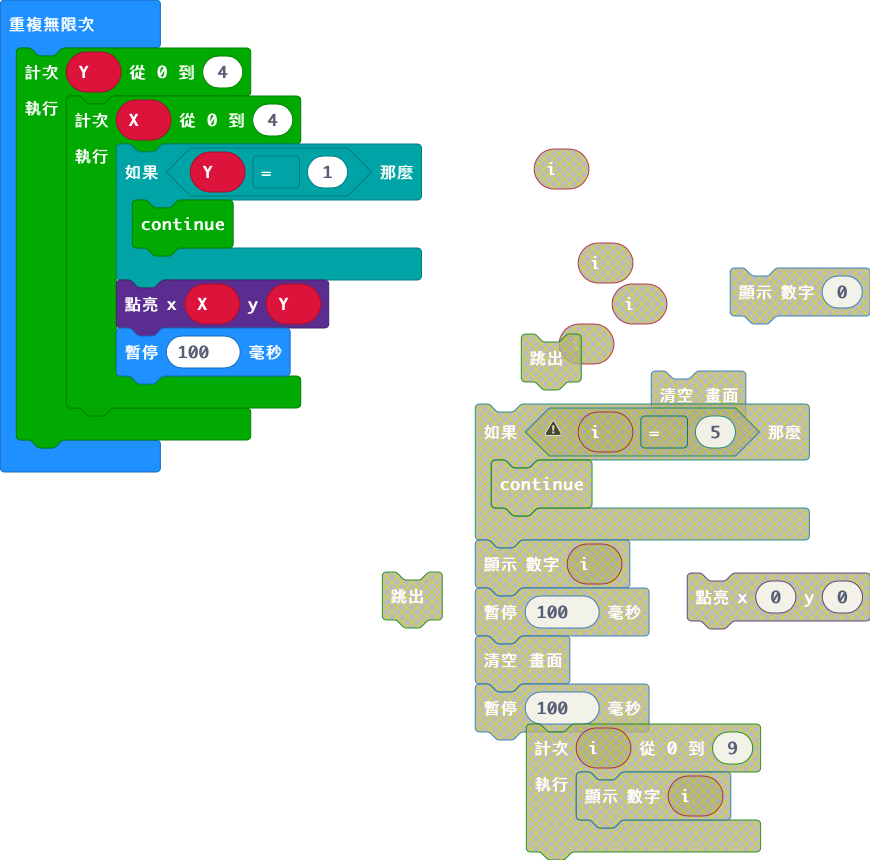 重複無限次
計次 Y 從 0 到 4
執行
計次 X 從 0 到 4
執行
如果 Y = 1 那麼
continue
點亮 x X y Y
暫停 100 毫秒
i
i
i
顯示 數字 0
跳出
清空 畫面
如果 i = 5 那麼
continue
顯示 數字 i
跳出
點亮 x 0 y 0
暫停 100 毫秒
清空 畫面
暫停 100 毫秒
計次 i 從 0 到 9
執行
顯示 數字 i